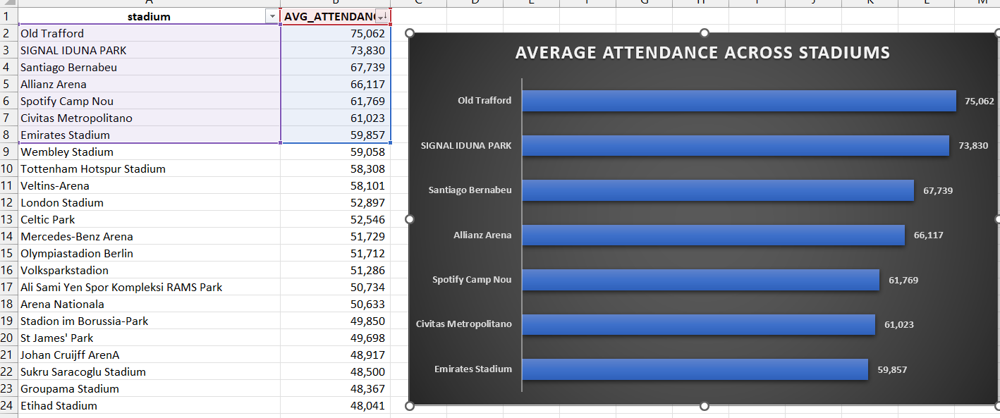 A B C D E F G H I J K L M
1 stadium AVG_ATTENDANC
2 Old Trafford 75,062
3 SIGNAL IDUNA PARK 73,830
4 Santiago Bernabeu 67,739
5 Allianz Arena 66,117
6 Spotify Camp Nou 61,769
7 Civitas Metropolitano 61,023
8 Emirates Stadium 59,857
9 Wembley Stadium 59,058
10 Tottenham Hotspur Stadium 58,308
11 Veltins-Arena 58,101
12 London Stadium 52,897
13 Celtic Park 52,546
14 Mercedes-Benz Arena 51,729
15 Olympiastadion Berlin 51,712
16 Volksparkstadion 51,286
17 Ali Sami Yen Spor Kompleksi RAMS Park 50,734
18 Arena Nationala 50,633
19 Stadion im Borussia-Park 49,850
20 St James' Park 49,698
21 Johan Cruijff ArenA 48,917
22 Sukru Saracoglu Stadium 48,500
23 Groupama Stadium 48,367
24 Etihad Stadium 48,041
AVERAGE ATTENDANCE ACROSS STADIUMS
Old Trafford 75,062
SIGNAL IDUNA PARK 73,830
Santiago Bernabeu 67,739
Allianz Arena 66,117
Spotify Camp Nou 61,769
Civitas Metropolitano 61,023
Emirates Stadium 59,857